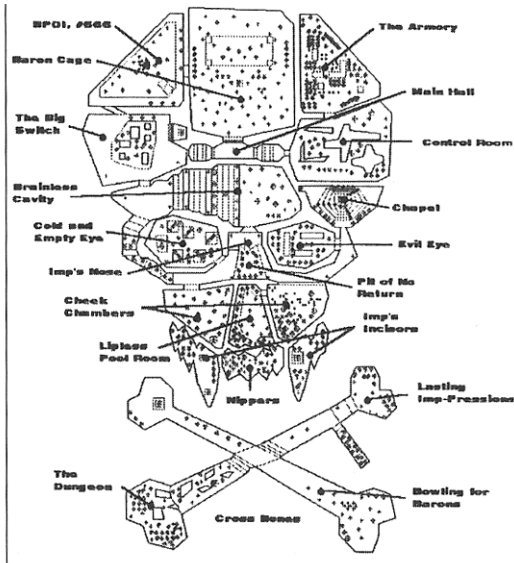 BFOI, #666
The Armory
Baron Cage
Main Hall
The Big
Switch
Control Room
Brainless
Cavity
Chapel
Cold and
Empty Eye
Evil Eye
Imp's Nose
Pit of No
Return
Cheek
Chambers
Imp's
Incisors
Lipless
Pool Room
Nippers
Lasting
Imp-Pressions
The
Dungeon
Bowling for
Barons
Cross Bones